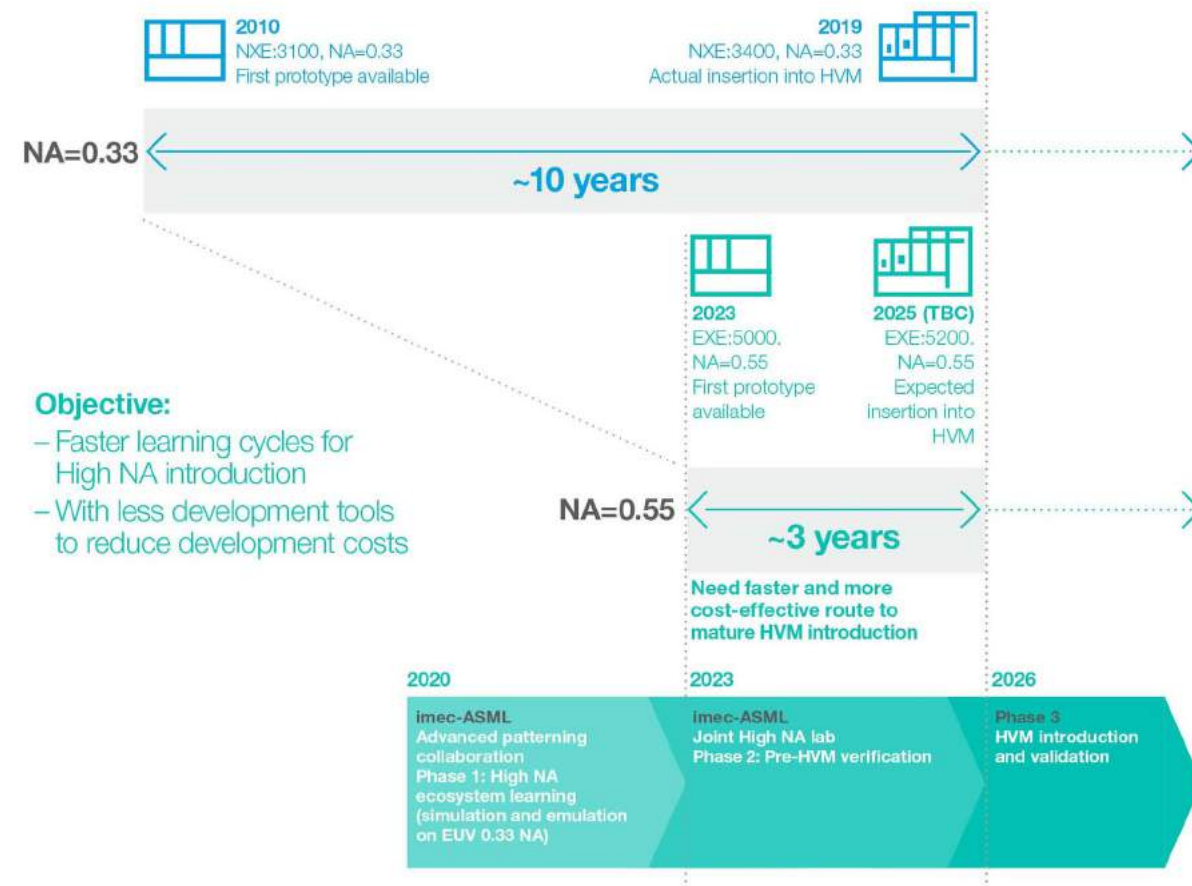 2010
NXE:3100, NA=0.33
First prototype available
2019
NXE:3400, NA=0.33
Actual insertion into HVM
NA=0.33
~10 years
2023
EXE:5000.
NA=0.55
First prototype
available
2025 (TBC)
EXE:5200.
NA=0.55
Expected
insertion into
HVM
Objective:
– Faster learning cycles for
High NA introduction
– With less development tools
to reduce development costs
NA=0.55
~3 years
Need faster and more
cost-effective route to
mature HVM introduction
2020
imec-ASML
Advanced patterning
collaboration
Phase 1: High NA
ecosystem learning
(simulation and emulation
on EUV 0.33 NA)
2023
imec-ASML
Joint High NA lab
Phase 2: Pre-HVM verification
2026
Phase 3
HVM introduction
and validation